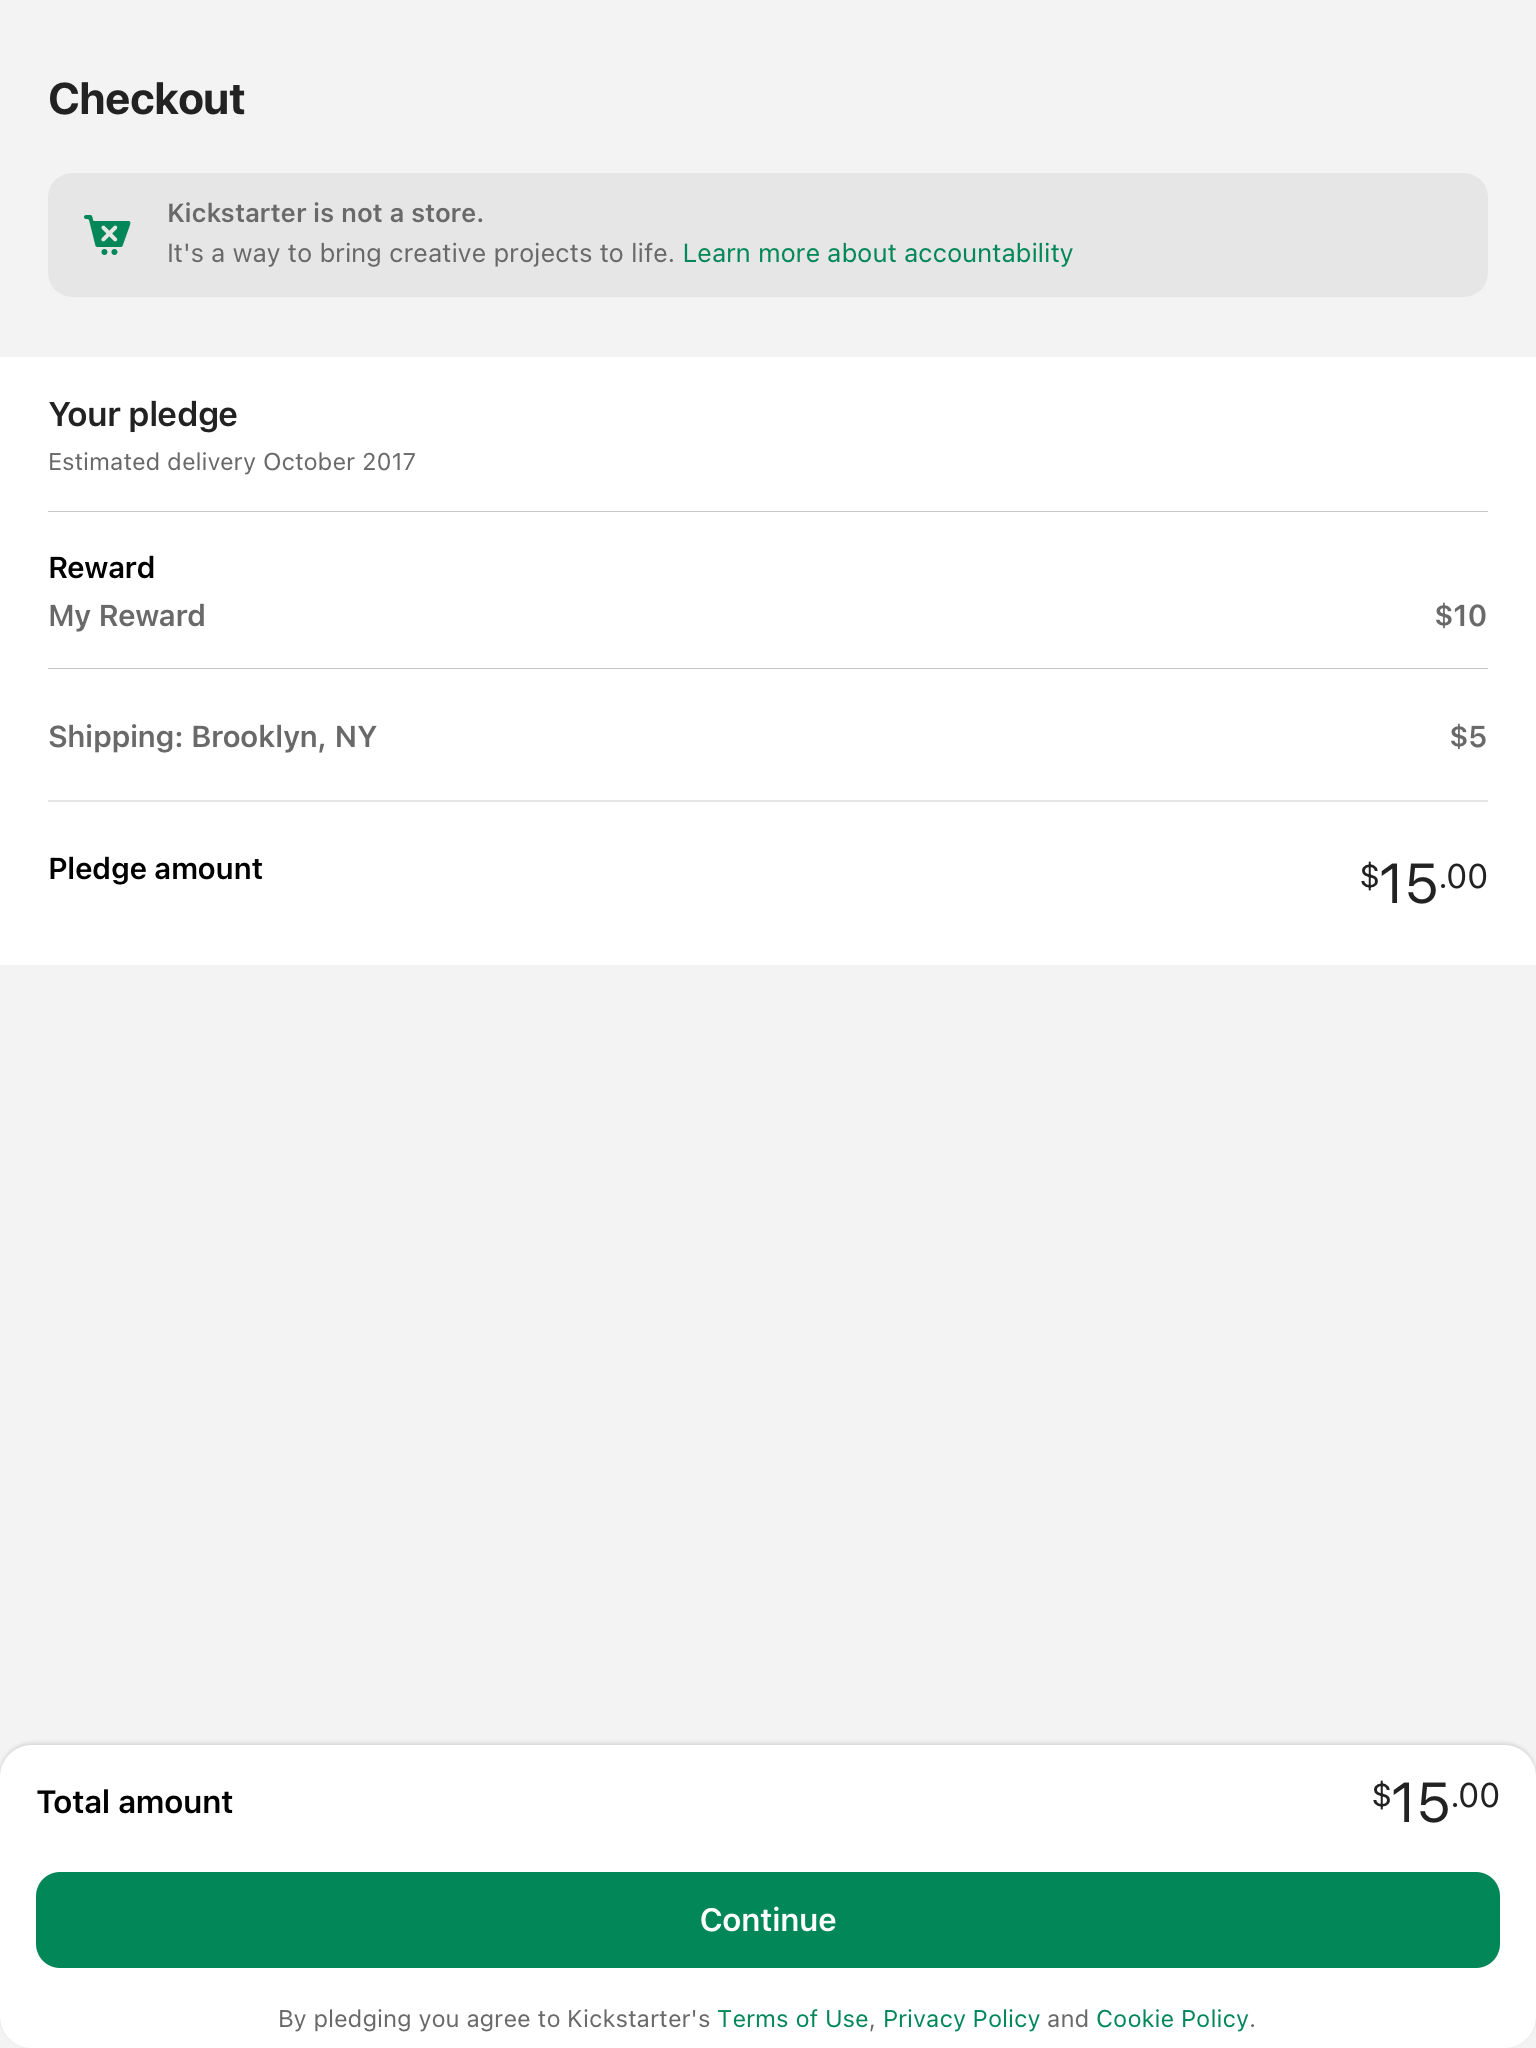 Checkout
Kickstarter is not a store.
It's a way to bring creative projects to life. Learn more about accountability
Your pledge
Estimated delivery October 2017
Reward
My Reward $10
Shipping: Brooklyn, NY $5
Pledge amount $15.00
Total amount $15.00
Continue
By pledging you agree to Kickstarter's Terms of Use, Privacy Policy and Cookie Policy.